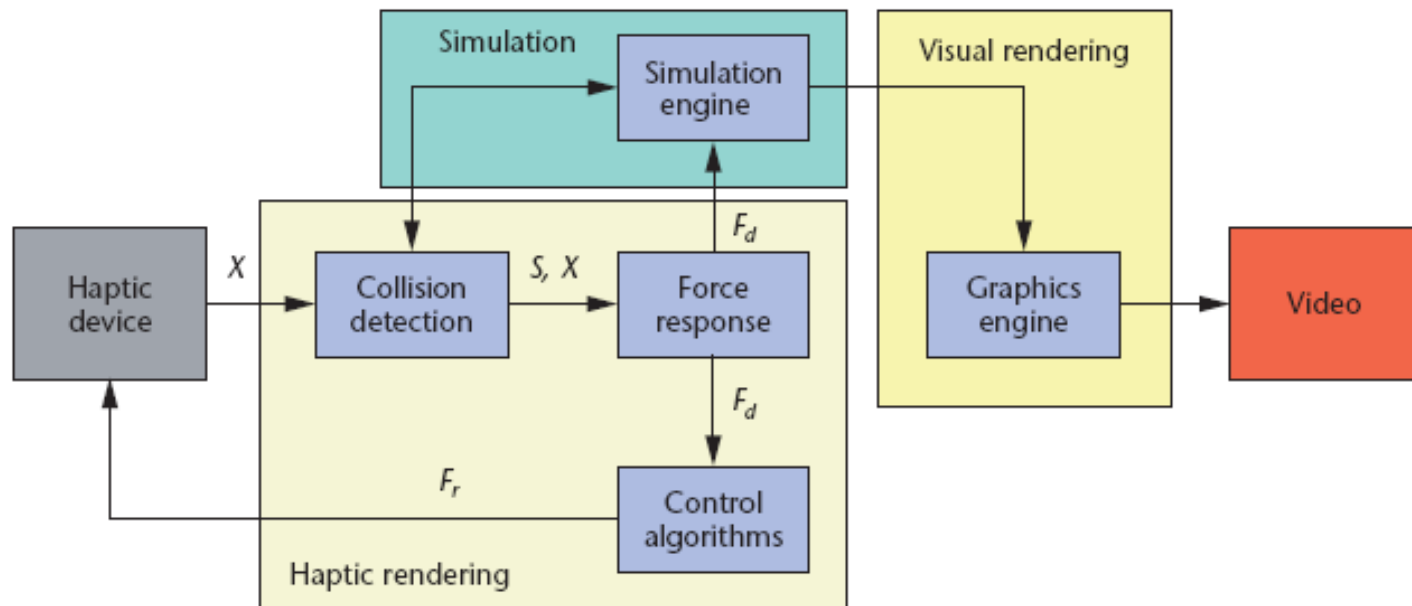 Simulation
Simulation
engine
Visual rendering
Haptic
device
X
Collision
detection
S, X
F_d
Force
response
Graphics
engine
Video
F_d
F_r
Control
algorithms
Haptic rendering